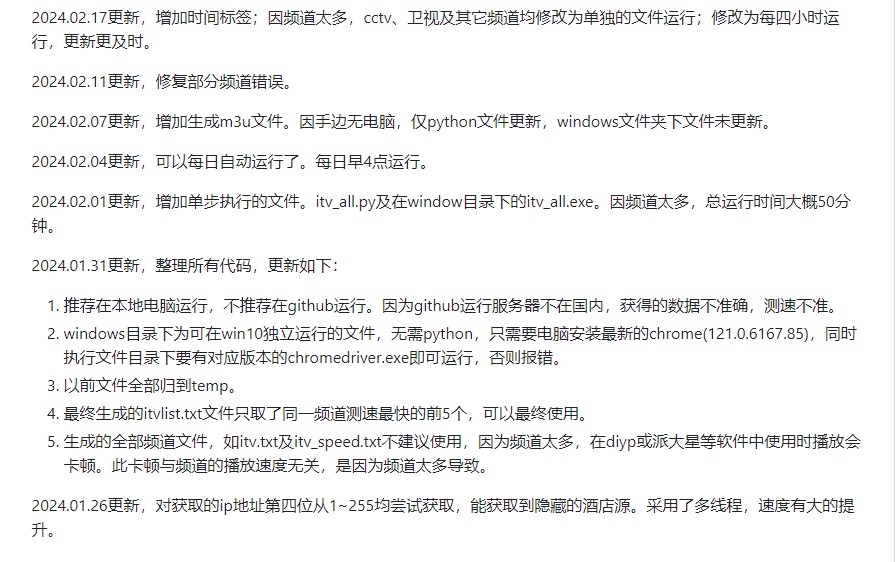 2024.02.17更新，增加时间标签；因频道太多，cctv、卫视及其它频道均修改为单独的文件运行；修改为每四小时运
行，更新更及时。
2024.02.11更新，修复部分频道错误。
2024.02.07更新，增加生成m3u文件。因手边无电脑，仅python文件更新，windows文件夹下文件未更新。
2024.02.04更新，可以每日自动运行了。每日早4点运行。
2024.02.01更新，增加单步执行的文件。itv_all.py及在window目录下的itv_all.exe。因频道太多，总运行时间大概50分
钟。
2024.01.31更新，整理所有代码，更新如下：
1. 推荐在本地电脑运行，不推荐在github运行。因为github运行服务器不在国内，获得的数据不准确，测速不准。
2. windows目录下为可在win10独立运行的文件，无需python，只需要电脑安装最新的chrome(121.0.6167.85)，同时
执行文件目录下要有对应版本的chromedriver.exe即可运行，否则报错。
3. 以前文件全部归到temp。
4. 最终生成的itvlist.txt文件只取了同一频道测速最快的前5个，可以最终使用。
5. 生成的全部频道文件，如itv.txt及itv_speed.txt不建议使用，因为频道太多，在diyp或派大星等软件中使用时播放会
卡顿。此卡顿与频道的播放速度无关，是因为频道太多导致。
2024.01.26更新，对获取的ip地址第四位从1~255均尝试获取，能获取到隐藏的酒店源。采用了多线程，速度有大的提
升。